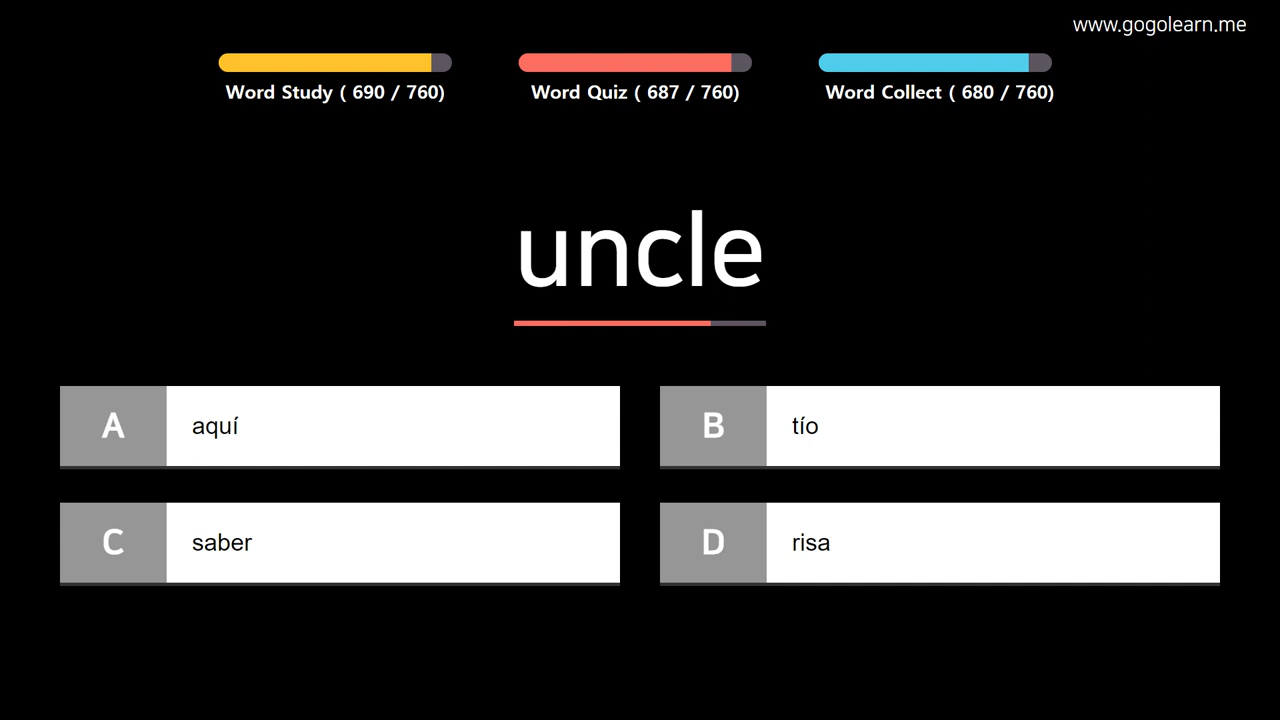 www.gogolearn.me
Word Study ( 690 / 760)
Word Quiz ( 687 / 760)
Word Collect ( 680 / 760)
uncle
A aquí
B tío
C saber
D risa